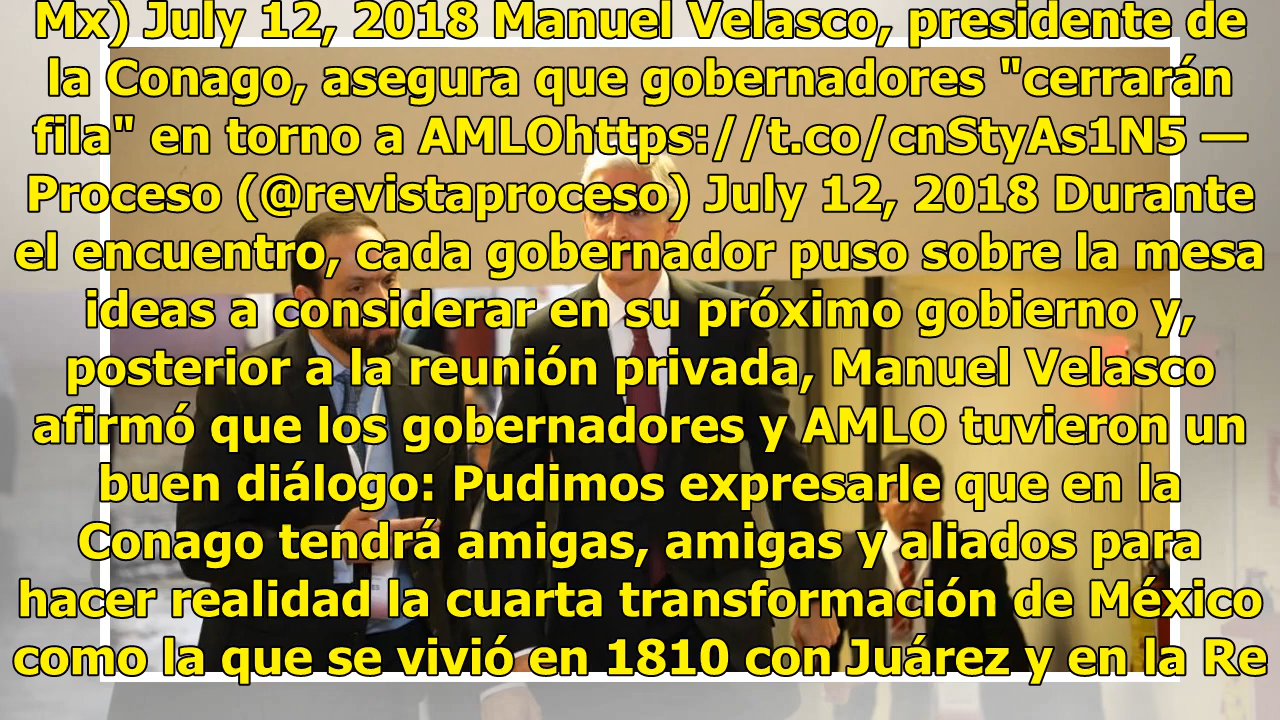 Mx) July 12, 2018 Manuel Velasco, presidente de
la Conago, asegura que gobernadores "cerrarán
fila" en torno a AMLOhttps://t.co/cnStyAs1N5 —
Proceso (@revistaproceso) July 12, 2018 Durante
el encuentro, cada gobernador puso sobre la mesa
ideas a considerar en su próximo gobierno y,
posterior a la reunión privada, Manuel Velasco
afirmó que los gobernadores y AMLO tuvieron un
buen diálogo: Pudimos expresarle que en la
Conago tendrá amigas, amigas y aliados para
hacer realidad la cuarta transformación de México
como la que se vivió en 1810 con Juárez y en la Re